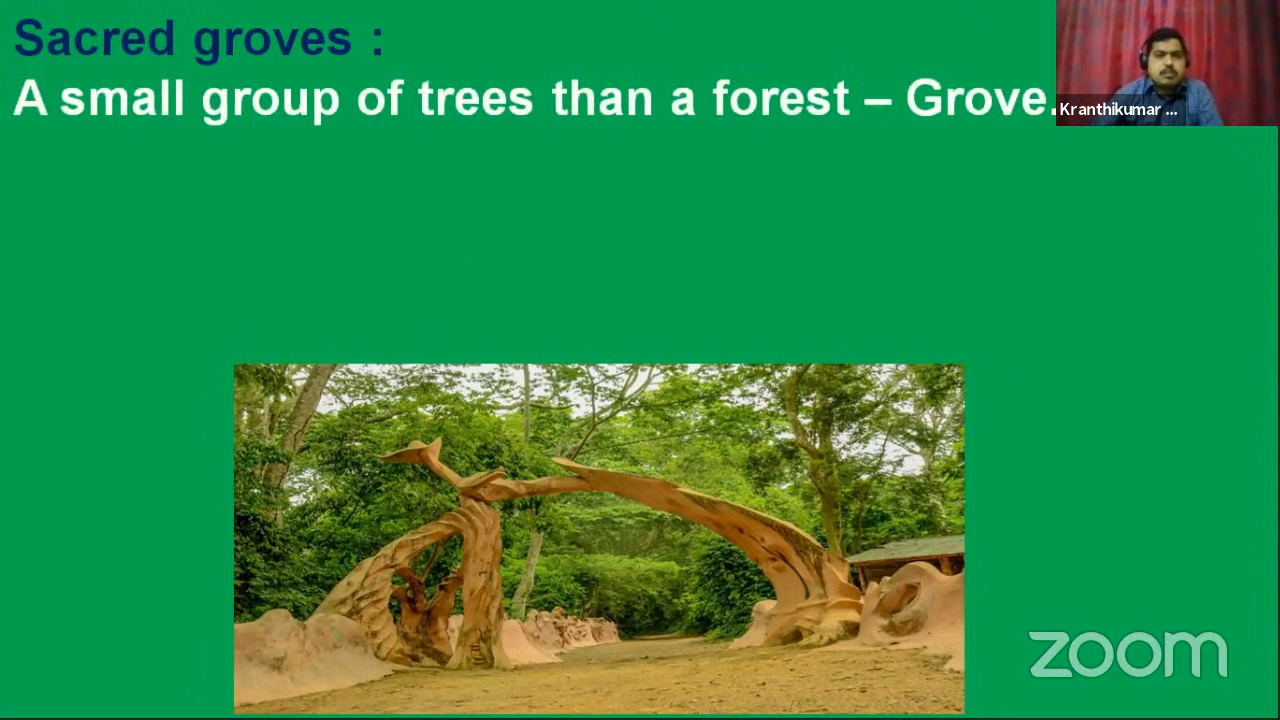 Sacred groves :
A small group of trees than a forest – Grove.
Kranthikumar ...
zoom